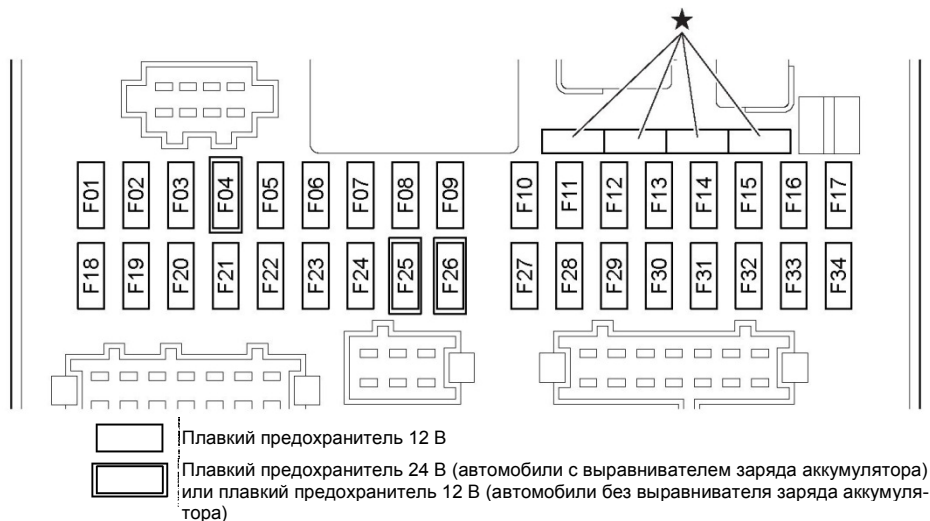 ★
F01 F02 F03 F04 F05 F06 F07 F08 F09 F10 F11 F12 F13 F14 F15 F16 F17
F18 F19 F20 F21 F22 F23 F24 F25 F26 F27 F28 F29 F30 F31 F32 F33 F34
Плавкий предохранитель 12 В
Плавкий предохранитель 24 В (автомобили с выравнивателем заряда аккумулятора)
или плавкий предохранитель 12 В (автомобили без выравнивателя заряда аккумуля-
тора)